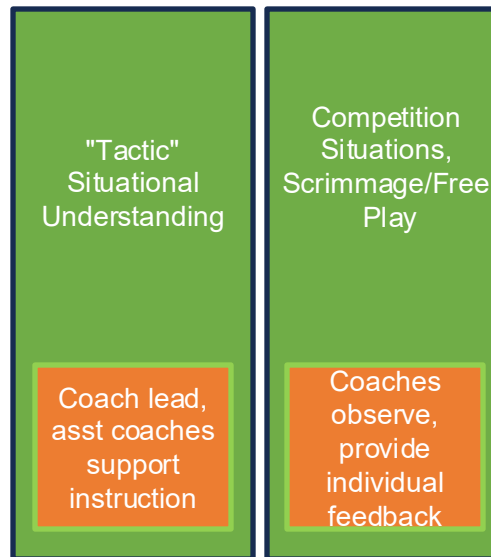 "Tactic"
Situational
Understanding
Coach lead,
asst coaches
support
instruction
Competition
Situations,
Scrimmage/Free
Play
Coaches
observe,
provide
individual
feedback